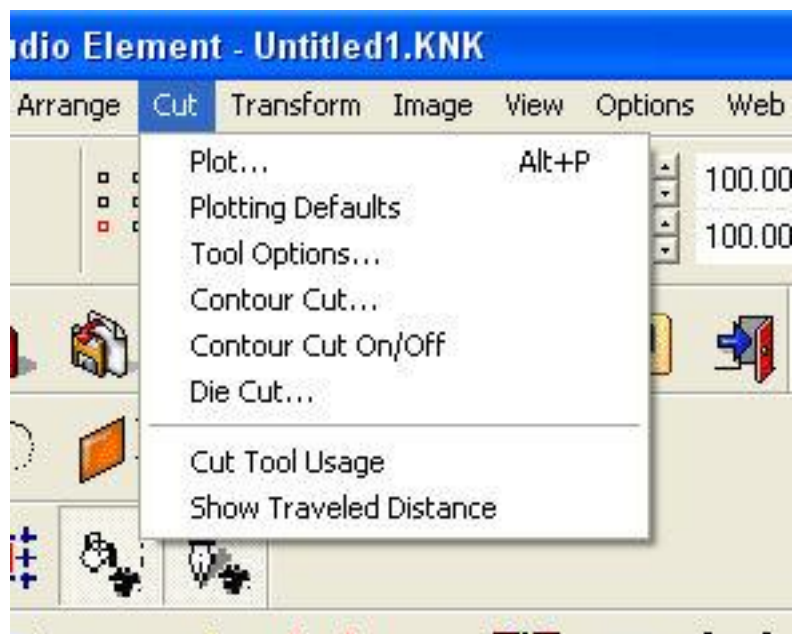 udio Element - Untitled1.KNK
Arrange Cut Transform Image View Options Web
Plot... Alt+P
100.00
Plotting Defaults
100.00
Tool Options...
Contour Cut...
Contour Cut On/Off
Die Cut...
Cut Tool Usage
Show Traveled Distance